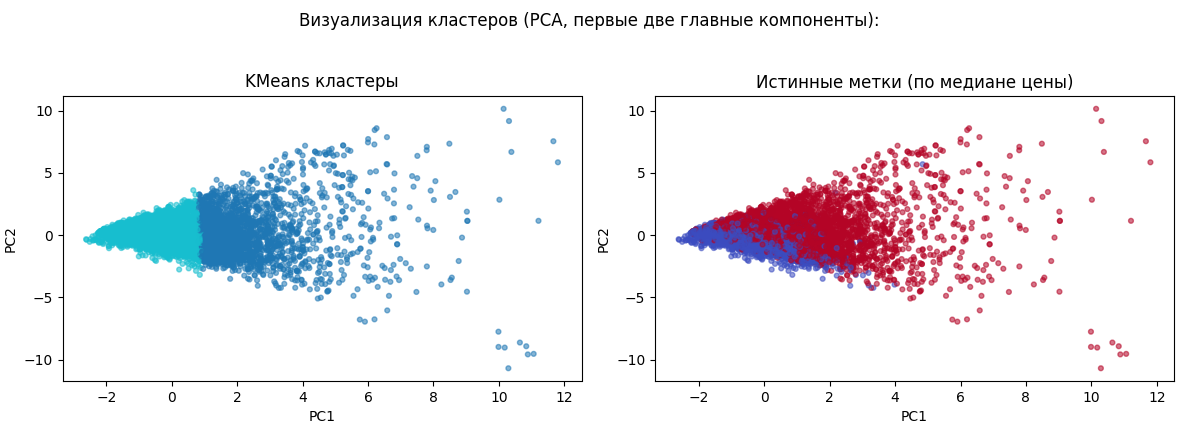 Визуализация кластеров (PCA, первые две главные компоненты):
KMeans кластеры
10
5
0
−5
−10
PC2
−2 0 2 4 6 8 10 12
PC1
Истинные метки (по медиане цены)
10
5
0
−5
−10
PC2
−2 0 2 4 6 8 10 12
PC1